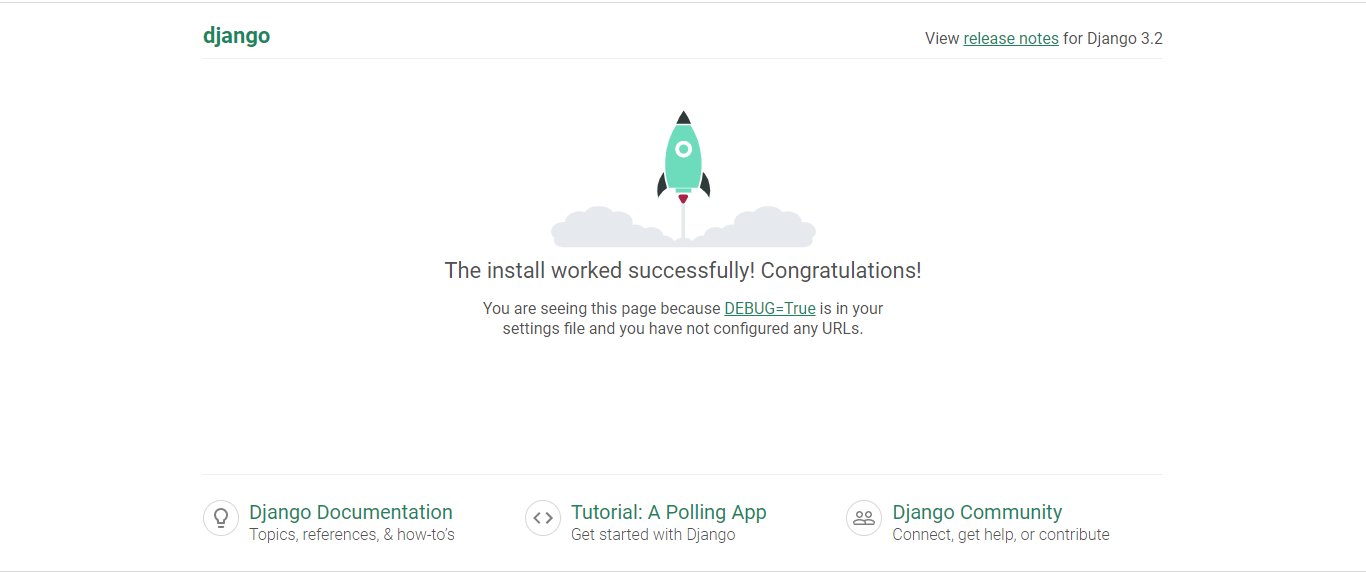 django
View release notes for Django 3.2
The install worked successfully! Congratulations!
You are seeing this page because DEBUG=True is in your
settings file and you have not configured any URLs.
Django Documentation
Topics, references, & how-to’s
Tutorial: A Polling App
Get started with Django
Django Community
Connect, get help, or contribute